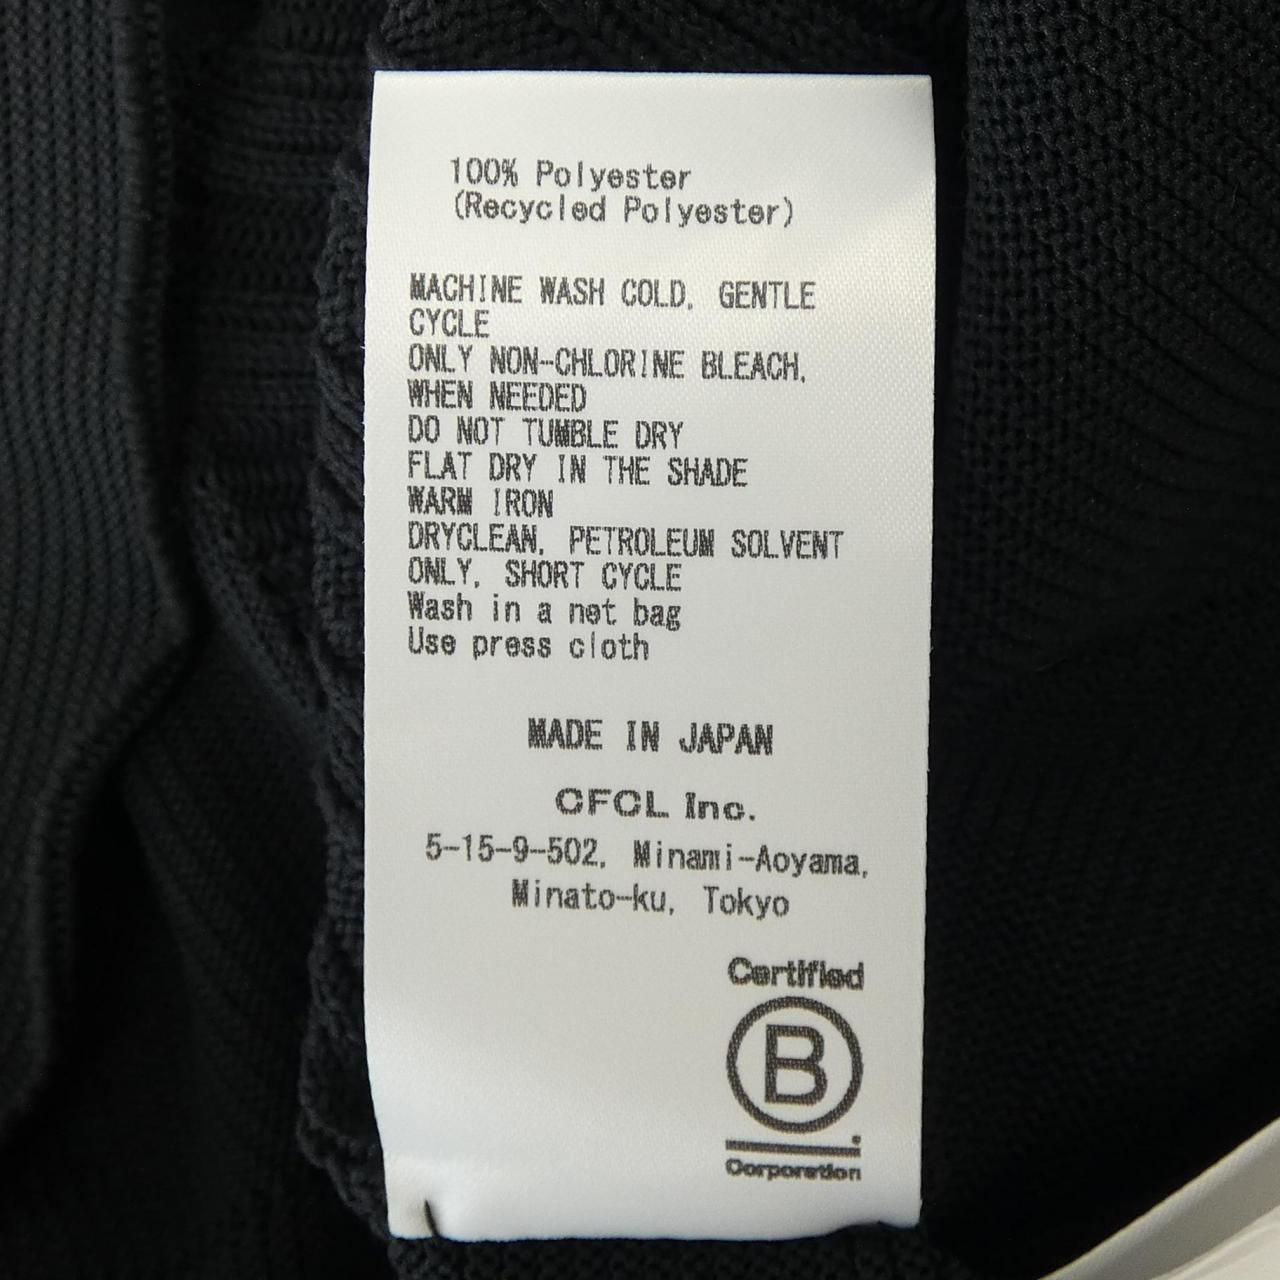 100% Polyester
(Recycled Polyester)
MACHINE WASH COLD, GENTLE
CYCLE
ONLY NON-CHLORINE BLEACH,
WHEN NEEDED
DO NOT TUMBLE DRY
FLAT DRY IN THE SHADE
WARM IRON
DRYCLEAN, PETROLEUM SOLVENT
ONLY, SHORT CYCLE
Wash in a net bag
Use press cloth
MADE IN JAPAN
CFCL Inc.
5-15-9-502, Minami-Aoyama,
Minato-ku, Tokyo
Certified
B
Corporation